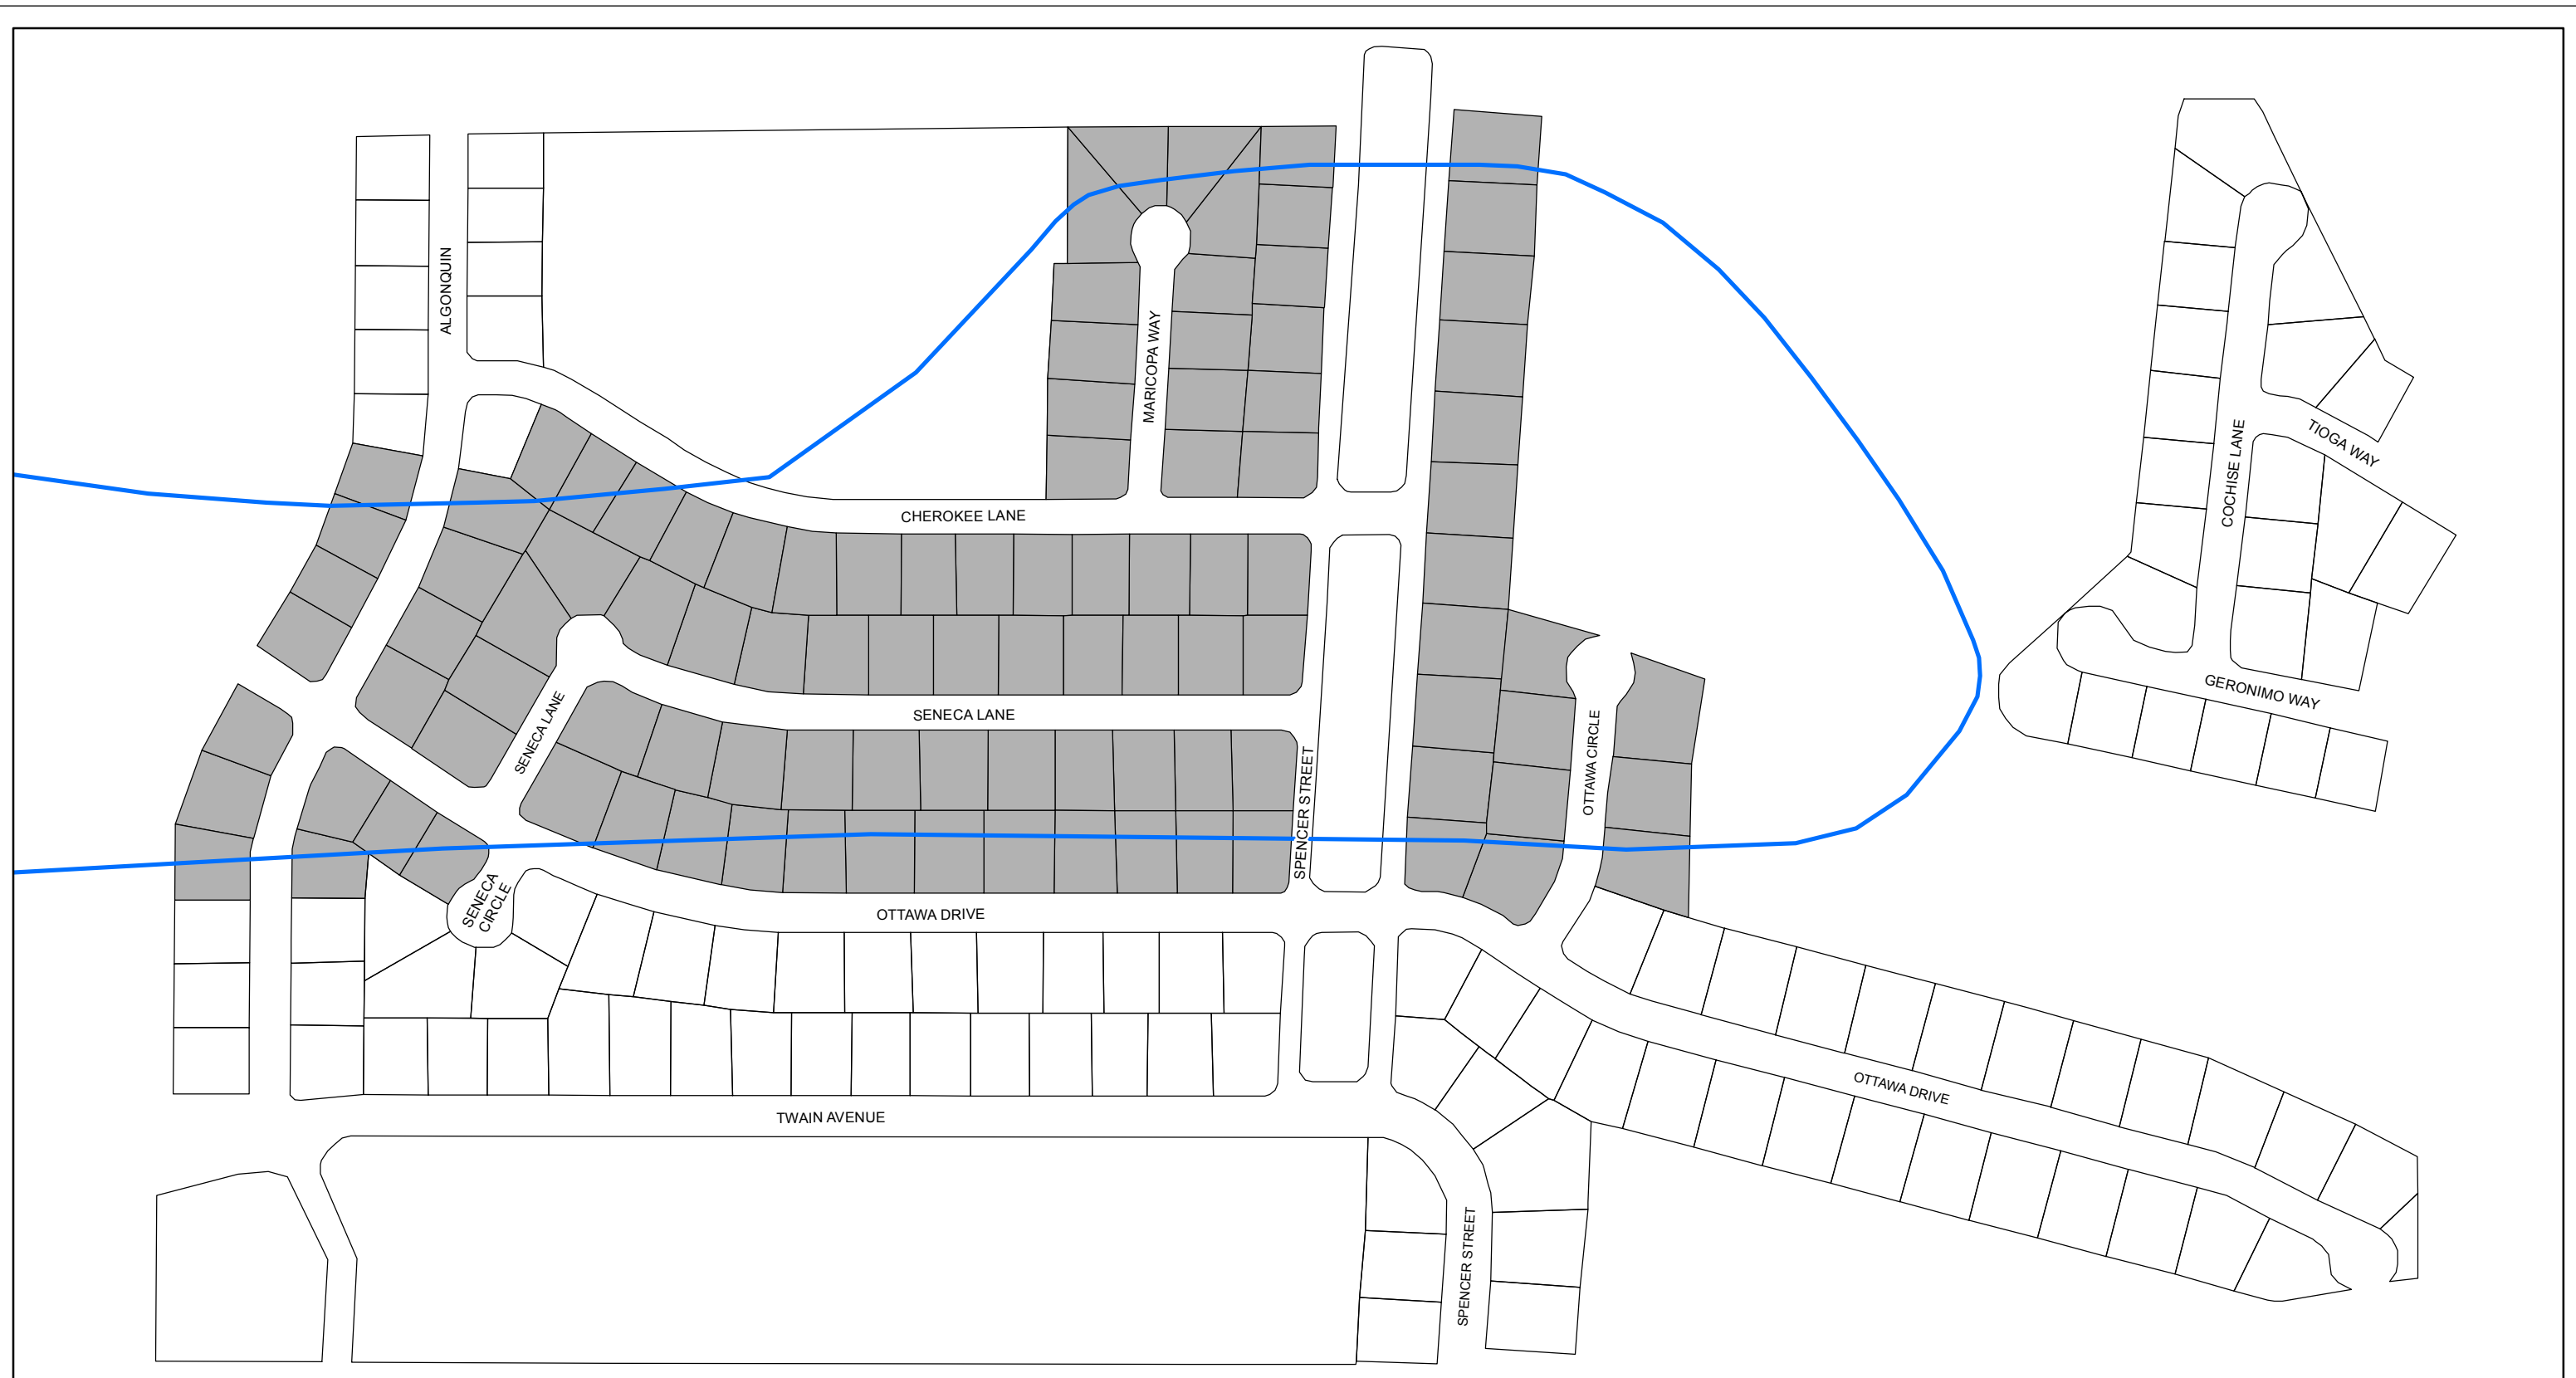 ALGONQUIN
MARICOPA WAY
TIOGA WAY
COCHISE LANE
CHEROKEE LANE
GERONIMO WAY
SENECA LANE
SENECA LANE
OTTAWA CIRCLE
SPENCER STREET
SENECA
CIRCLE
OTTAWA DRIVE
OTTAWA DRIVE
TWAIN AVENUE
SPENCER STREET